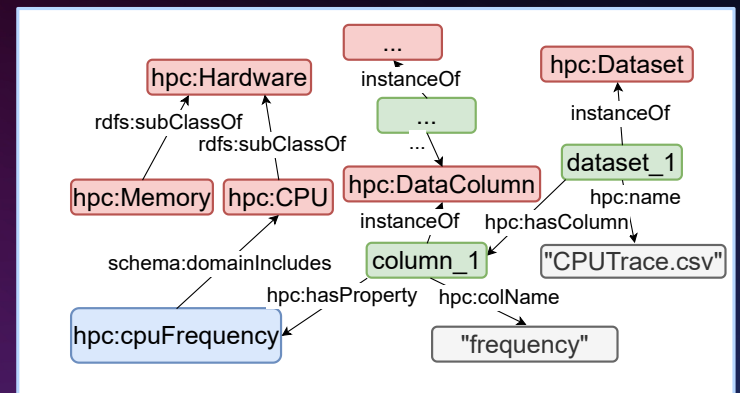 ...
hpc:Hardware
hpc:Dataset
instanceOf
instanceOf
rdfs:subClassOf
...
rdfs:subClassOf
...
dataset_1
hpc:Memory
hpc:CPU
hpc:DataColumn
hpc:name
instanceOf
hpc:hasColumn
schema:domainIncludes
column_1
"CPUTrace.csv"
hpc:hasProperty
hpc:colName
hpc:cpuFrequency
"frequency"